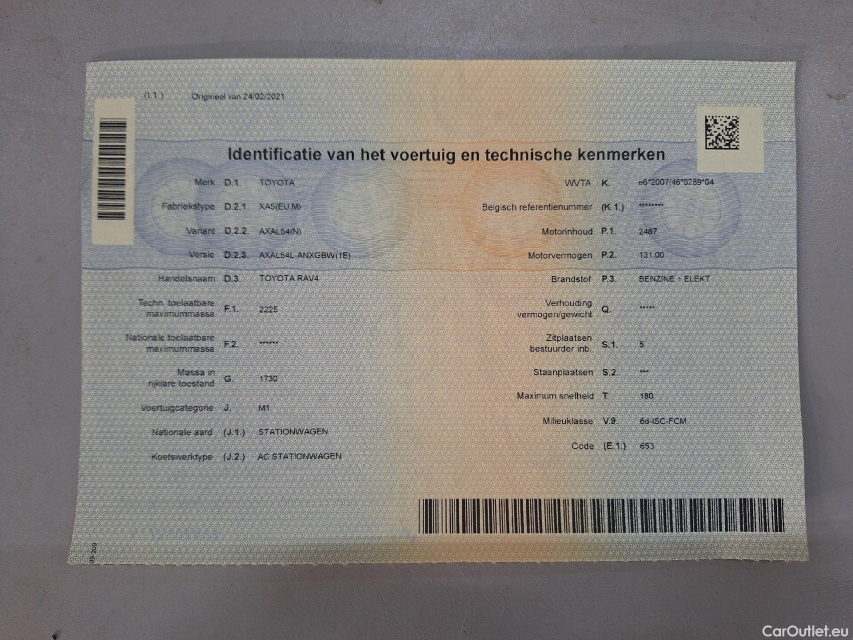 (I.1.) Origineel van 24/02/2021
Identificatie van het voertuig en technische kenmerken
Merk D.1. TOYOTA
Fabriekstype D.2.1. XA5(EU,M)
Variant D.2.2. AXAL54(N)
Versie D.2.3. AXAL54L-ANXGBW(1E)
Handelsnaam D.3. TOYOTA RAV4
Techn. toelaatbare
maximummassa F.1. 2225
Nationale toelaatbare
maximummassa F.2. ******
Massa in
rijklare toestand G. 1730
Voertuigcategorie J. M1
Nationale aard (J.1.) STATIONWAGEN
Koetswerktype (J.2.) AC STATIONWAGEN
WVTA K. e6*2007/46*0289*04
Belgisch referentienummer (K.1.) ********
Motorinhoud P.1. 2487
Motorvermogen P.2. 131.00
Brandstof P.3. BENZINE + ELEKT
Verhouding
vermogen/gewicht Q. *****
Zitplaatsen
bestuurder inb. S.1. 5
Staanplaatsen S.2. ***
Maximum snelheid T. 180
Milieuklasse V.9. 6d-ISC-FCM
Code (E.1.) 653
CarOutlet.eu